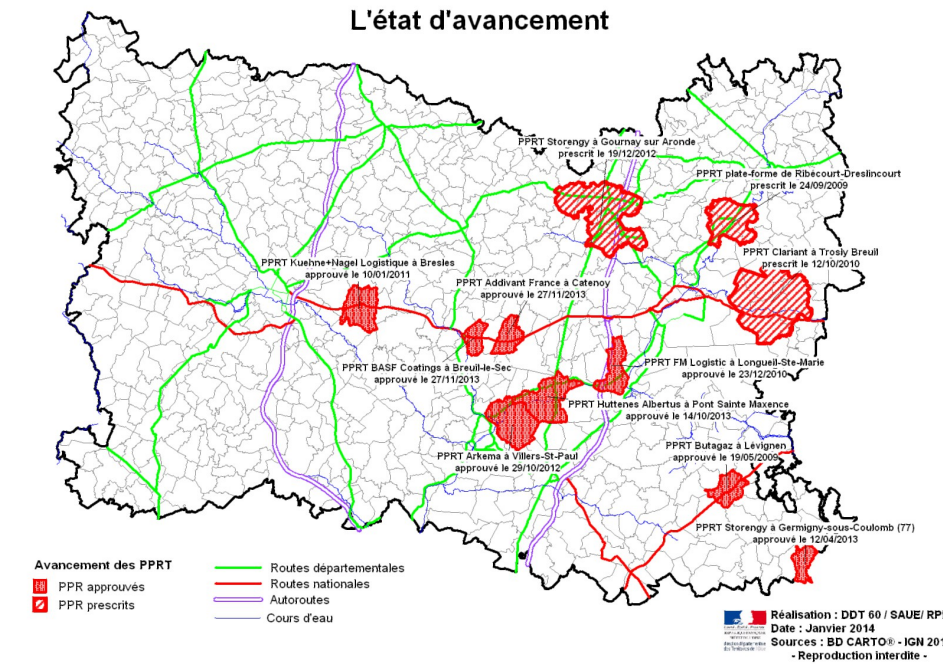 L'état d'avancement
PPRT Storengy à Gournay sur Aronde
prescrit le 19/12/2012
PPRT plate-forme de Ribécourt-Dreslincourt
prescrit le 24/09/2009
PPRT Clariant à Trosly Breuil
prescrit le 12/10/2010
PPRT Kuehne+Nagel Logistique à Bresles
approuvé le 10/01/2011
PPRT Addivant France à Catenoy
approuvé le 27/11/2013
PPRT BASF Coatings à Breuil-le-Sec
approuvé le 27/11/2013
PPRT FM Logistic à Longueil-Ste-Marie
approuvé le 23/12/2010
PPRT Huttenes Albertus à Pont Sainte Maxence
approuvé le 14/10/2013
PPRT Arkema à Villers-St-Paul
approuvé le 29/10/2012
PPRT Butagaz à Lévignen
approuvé le 19/05/2009
PPRT Storengy à Germigny-sous-Coulomb (77)
approuvé le 12/04/2013
Avancement des PPRT
PPR approuvés
PPR prescrits
Routes départementales
Routes nationales
Autoroutes
Cours d'eau
Réalisation : DDT 60 / SAUE/ RP
Date : Janvier 2014
Sources : BD CARTO® - IGN 201
- Reproduction interdite -